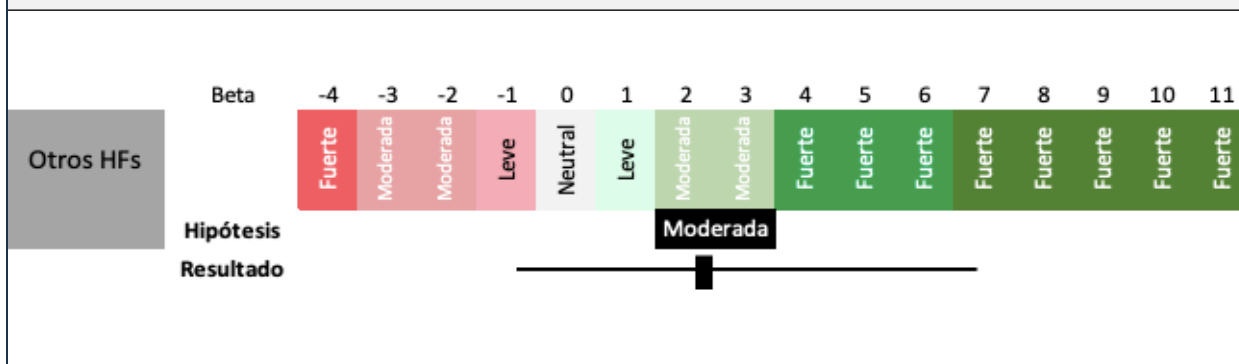 Beta -4 -3 -2 -1 0 1 2 3 4 5 6 7 8 9 10 11
Otros HFs Fuerte Moderada Moderada Leve Neutral Leve Moderada Moderada Fuerte Fuerte Fuerte Fuerte Fuerte Fuerte Fuerte Fuerte
Hipótesis Moderada
Resultado